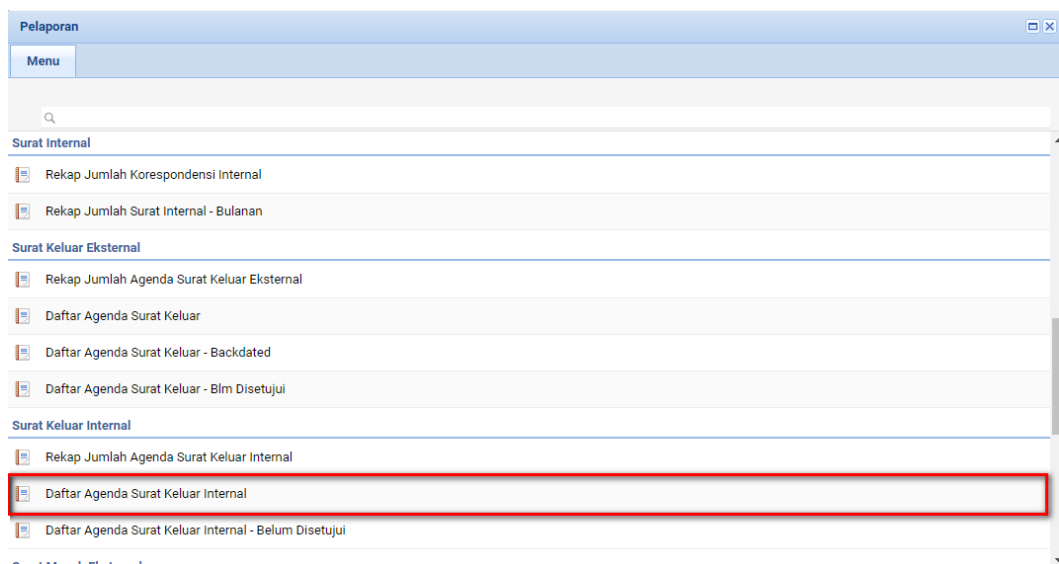 Pelaporan
Menu
Surat Internal
Rekap Jumlah Korespondensi Internal
Rekap Jumlah Surat Internal - Bulanan
Surat Keluar Eksternal
Rekap Jumlah Agenda Surat Keluar Eksternal
Daftar Agenda Surat Keluar
Daftar Agenda Surat Keluar - Backdated
Daftar Agenda Surat Keluar - Blm Disetujui
Surat Keluar Internal
Rekap Jumlah Agenda Surat Keluar Internal
Daftar Agenda Surat Keluar Internal
Daftar Agenda Surat Keluar Internal - Belum Disetujui